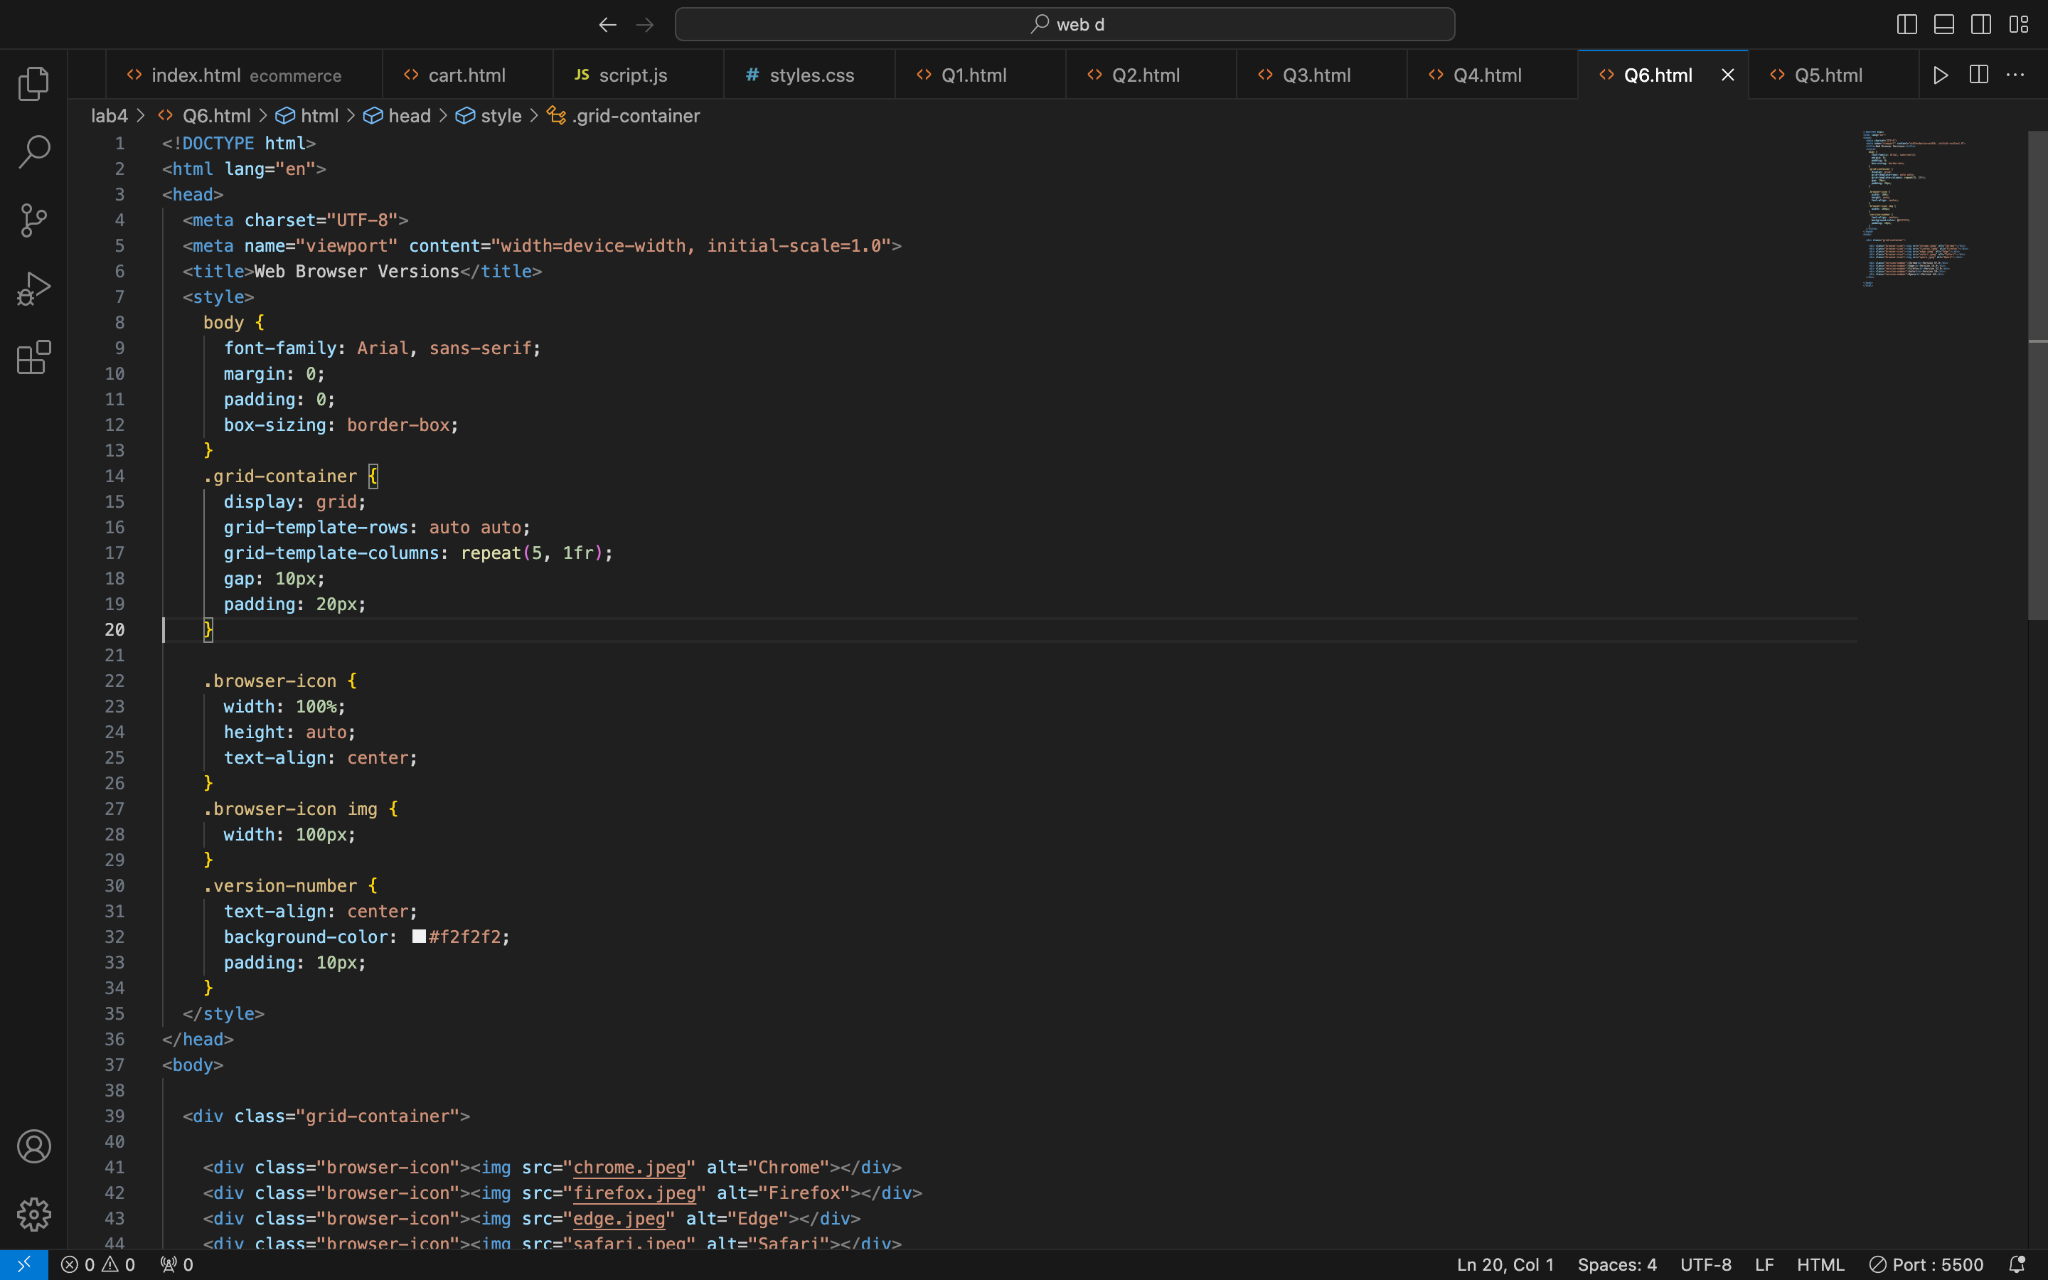 web d
index.html ecommerce
cart.html
JS script.js
# styles.css
Q1.html
Q2.html
Q3.html
Q4.html
Q6.html
Q5.html
lab4 > Q6.html > html > head > style > .grid-container
1 <!DOCTYPE html>
2 <html lang="en">
3 <head>
4 <meta charset="UTF-8">
5 <meta name="viewport" content="width=device-width, initial-scale=1.0">
6 <title>Web Browser Versions</title>
7 <style>
8 body {
9 font-family: Arial, sans-serif;
10 margin: 0;
11 padding: 0;
12 box-sizing: border-box;
13 }
14 .grid-container {
15 display: grid;
16 grid-template-rows: auto auto;
17 grid-template-columns: repeat(5, 1fr);
18 gap: 10px;
19 padding: 20px;
20 }
21
22 .browser-icon {
23 width: 100%;
24 height: auto;
25 text-align: center;
26 }
27 .browser-icon img {
28 width: 100px;
29 }
30 .version-number {
31 text-align: center;
32 background-color: #f2f2f2;
33 padding: 10px;
34 }
35 </style>
36 </head>
37 <body>
38
39 <div class="grid-container">
40
41 <div class="browser-icon"><img src="chrome.jpeg" alt="Chrome"></div>
42 <div class="browser-icon"><img src="firefox.jpeg" alt="Firefox"></div>
43 <div class="browser-icon"><img src="edge.jpeg" alt="Edge"></div>
44 <div class="browser-icon"><img src="safari.jpeg" alt="Safari"></div>
0 0 0
Ln 20, Col 1 Spaces: 4 UTF-8 LF HTML Port : 5500